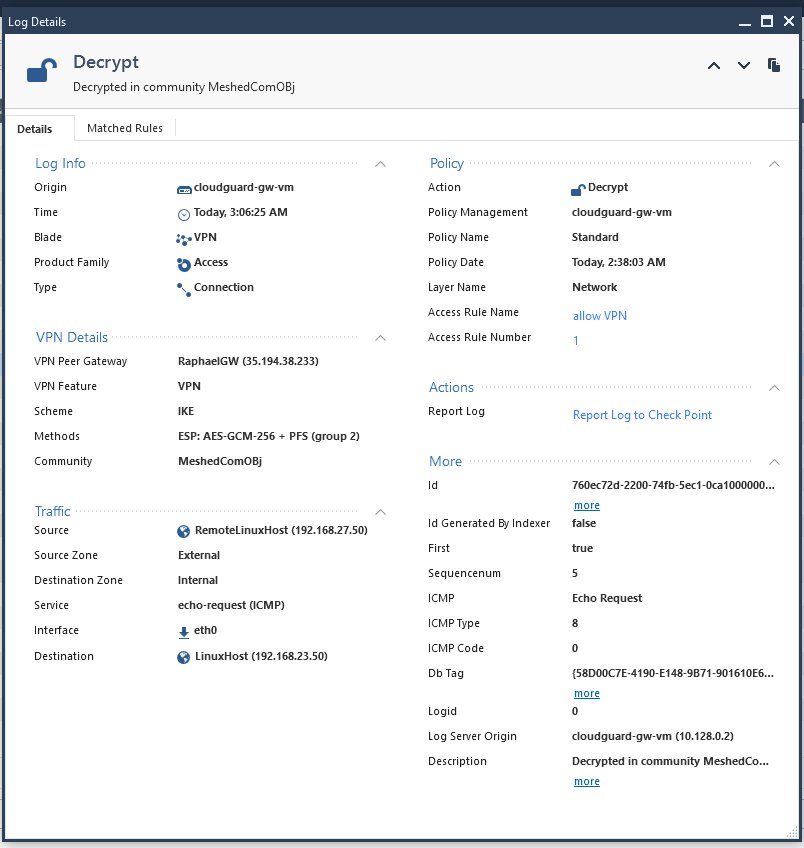 Log Details
Decrypt
Decrypted in community MeshedComOBj
Details
Matched Rules
Log Info
Origin cloudguard-gw-vm
Time Today, 3:06:25 AM
Blade VPN
Product Family Access
Type Connection
VPN Details
VPN Peer Gateway RaphaelGW (35.194.38.233)
VPN Feature VPN
Scheme IKE
Methods ESP: AES-GCM-256 + PFS (group 2)
Community MeshedComOBj
Traffic
Source RemoteLinuxHost (192.168.27.50)
Source Zone External
Destination Zone Internal
Service echo-request (ICMP)
Interface eth0
Destination LinuxHost (192.168.23.50)
Policy
Action Decrypt
Policy Management cloudguard-gw-vm
Policy Name Standard
Policy Date Today, 2:38:03 AM
Layer Name Network
Access Rule Name allow VPN
Access Rule Number 1
Actions
Report Log Report Log to Check Point
More
Id 760ec72d-2200-74fb-5ec1-0ca1000000...
more
Id Generated By Indexer false
First true
Sequencenum 5
ICMP Echo Request
ICMP Type 8
ICMP Code 0
Db Tag {58D00C7E-4190-E148-9B71-901610E6...
more
Logid 0
Log Server Origin cloudguard-gw-vm (10.128.0.2)
Description Decrypted in community MeshedCo...
more